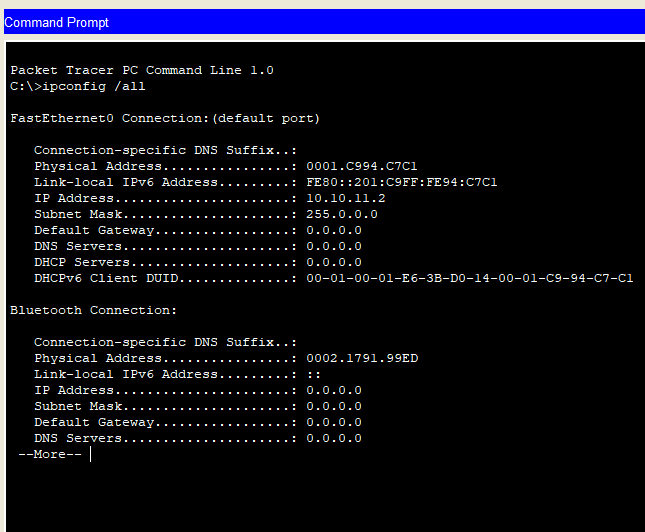 Command Prompt
Packet Tracer PC Command Line 1.0
C:\>ipconfig /all
FastEthernet0 Connection:(default port)
Connection-specific DNS Suffix..:
Physical Address................: 0001.C994.C7C1
Link-local IPv6 Address.........: FE80::201:C9FF:FE94:C7C1
IP Address......................: 10.10.11.2
Subnet Mask.....................: 255.0.0.0
Default Gateway.................: 0.0.0.0
DNS Servers.....................: 0.0.0.0
DHCP Servers....................: 0.0.0.0
DHCPv6 Client DUID..............: 00-01-00-01-E6-3B-D0-14-00-01-C9-94-C7-C1
Bluetooth Connection:
Connection-specific DNS Suffix..:
Physical Address................: 0002.1791.99ED
Link-local IPv6 Address.........: ::
IP Address......................: 0.0.0.0
Subnet Mask.....................: 0.0.0.0
Default Gateway.................: 0.0.0.0
DNS Servers.....................: 0.0.0.0
--More--